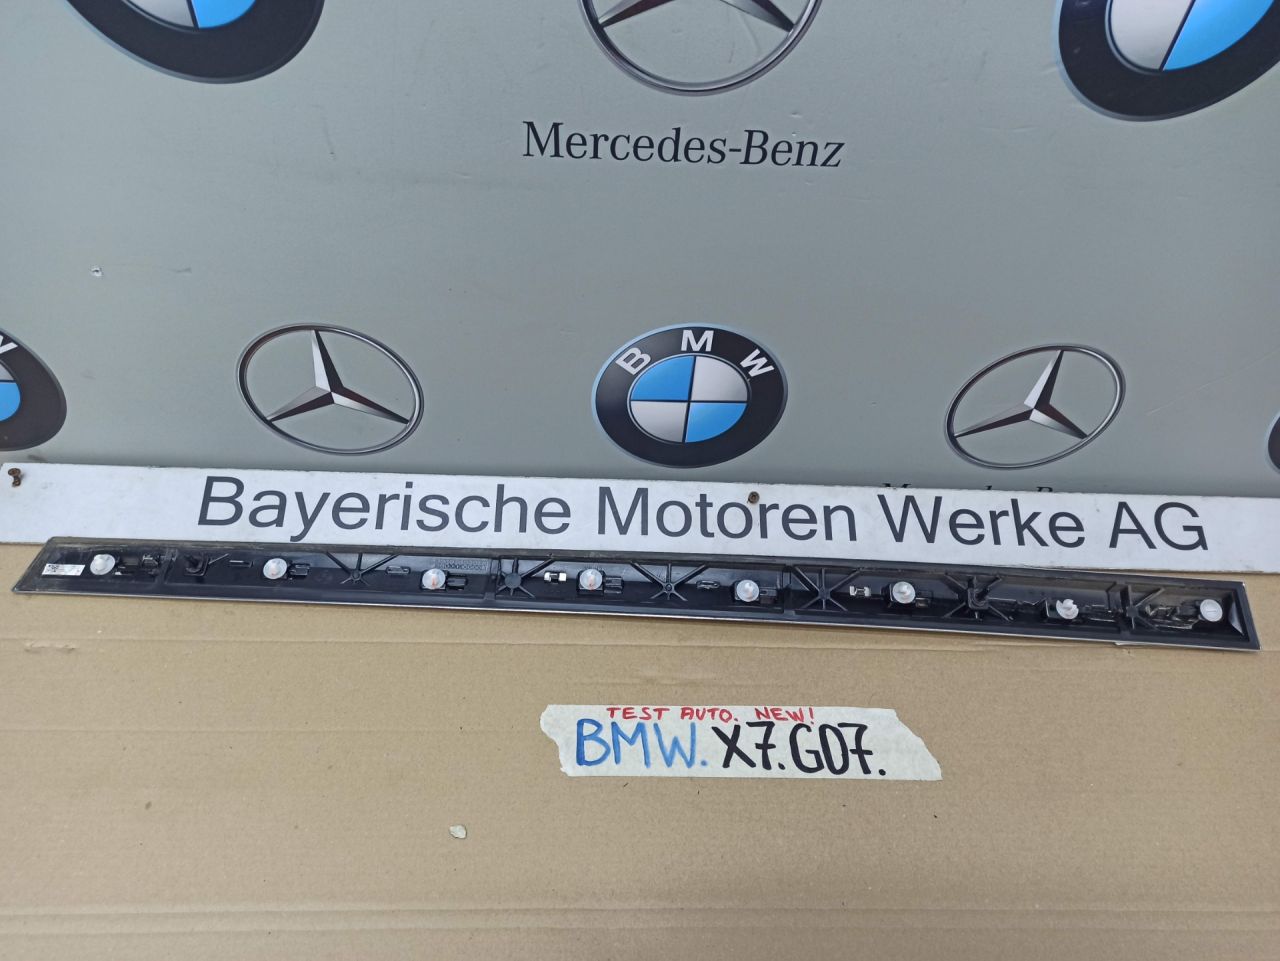 Mercedes-Benz
BMW
Bayerische Motoren Werke AG
TEST AUTO. NEW!
BMW. X7. G07.